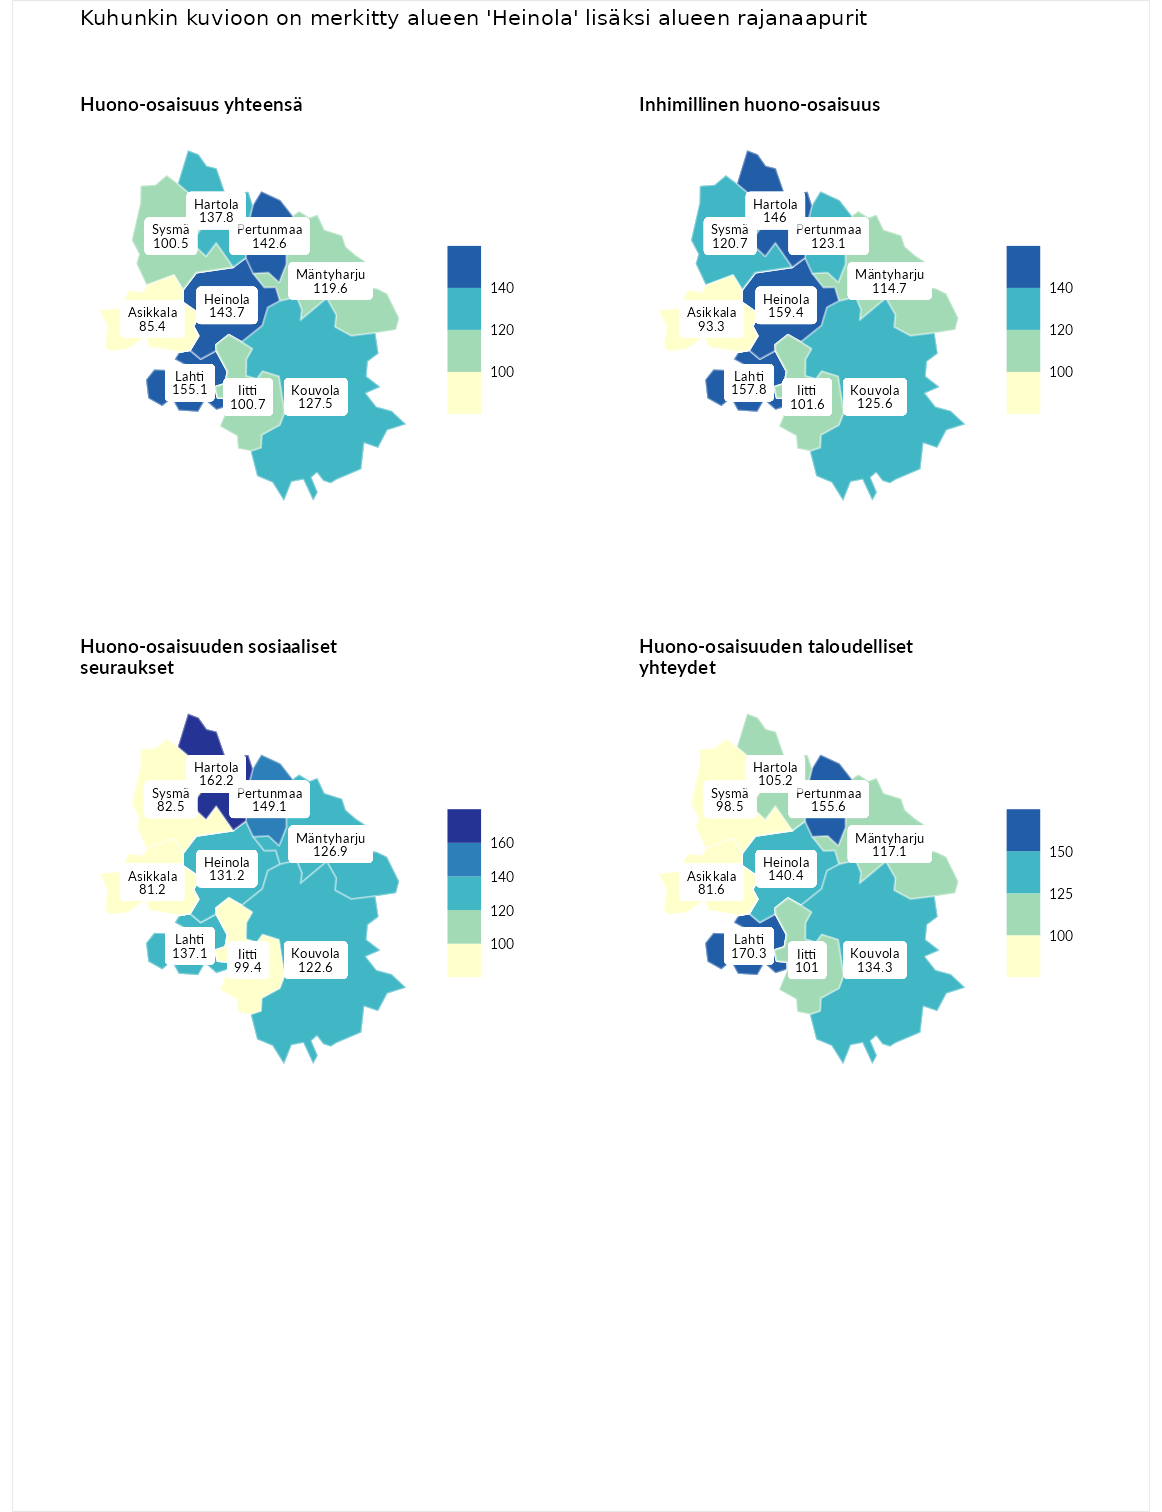 Kuhunkin kuvioon on merkitty alueen 'Heinola' lisäksi alueen rajanaapurit
Huono-osaisuus yhteensä
Hartola
137.8
Sysmä
100.5
Pertunmaa
142.6
Mäntyharju
119.6
Heinola
143.7
Asikkala
85.4
Lahti
155.1
Iitti
100.7
Kouvola
127.5
140
120
100
Inhimillinen huono-osaisuus
Hartola
146
Sysmä
120.7
Pertunmaa
123.1
Mäntyharju
114.7
Heinola
159.4
Asikkala
93.3
Lahti
157.8
Iitti
101.6
Kouvola
125.6
140
120
100
Huono-osaisuuden sosiaaliset
seuraukset
Hartola
162.2
Sysmä
82.5
Pertunmaa
149.1
Mäntyharju
126.9
Heinola
131.2
Asikkala
81.2
Lahti
137.1
Iitti
99.4
Kouvola
122.6
160
140
120
100
Huono-osaisuuden taloudelliset
yhteydet
Hartola
105.2
Sysmä
98.5
Pertunmaa
155.6
Mäntyharju
117.1
Heinola
140.4
Asikkala
81.6
Lahti
170.3
Iitti
101
Kouvola
134.3
150
125
100